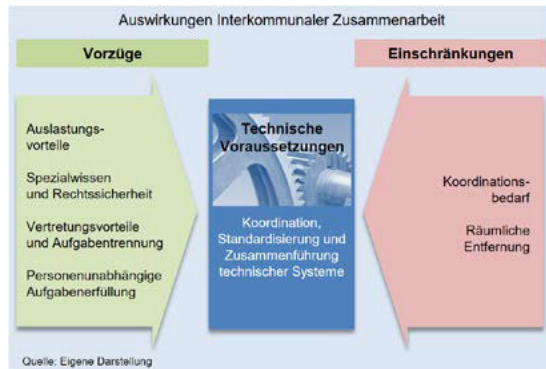 Auswirkungen Interkommunaler Zusammenarbeit
Vorzüge
Einschränkungen
Auslastungs-
vorteile
Spezialwissen
und Rechtssicherheit
Vertretungsvorteile
und Aufgabentrennung
Personenunabhängige
Aufgabenerfüllung
Technische
Voraussetzungen
Koordination,
Standardisierung und
Zusammenführung
technischer Systeme
Koordinations-
bedarf
Räumliche
Entfernung
Quelle: Eigene Darstellung